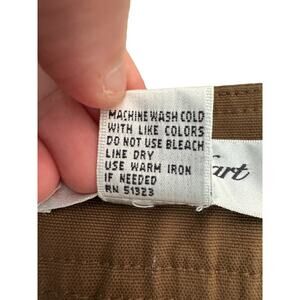 MACHINE WASH COLD
WITH LIKE COLORS
DO NOT USE BLEACH
LINE DRY
USE WARM IRON
IF NEEDED
RN 51323